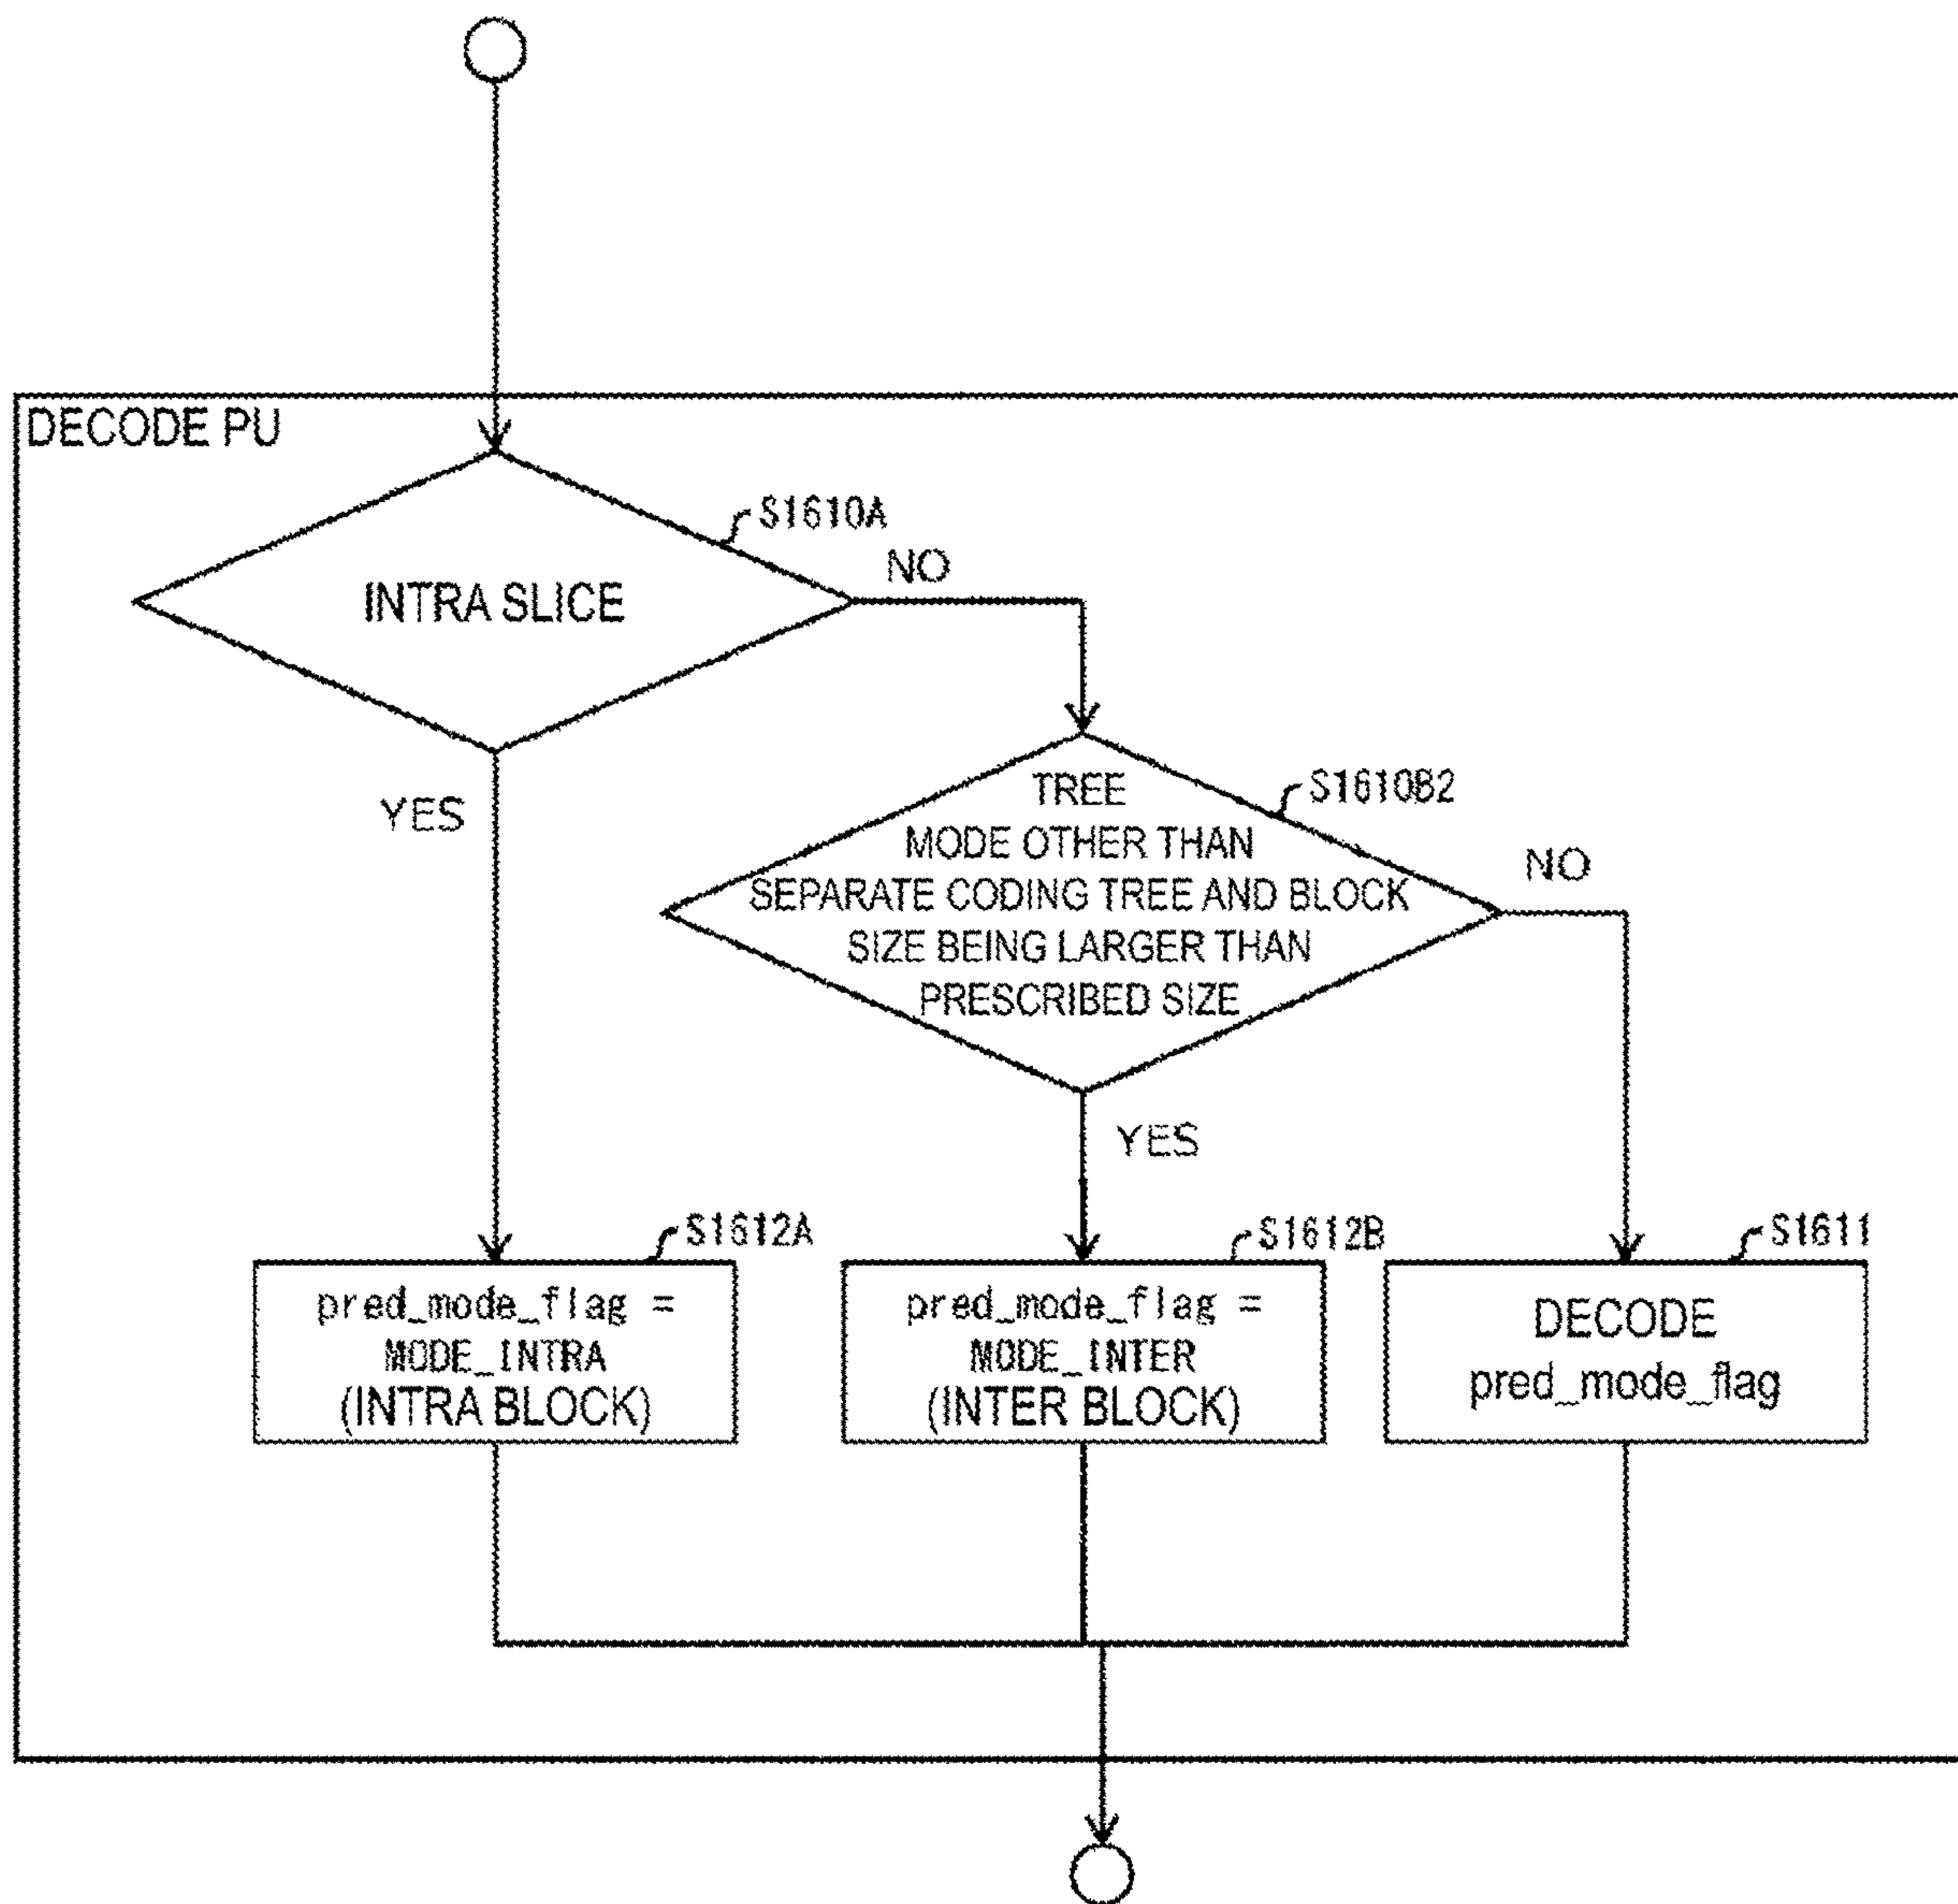 DECODE PU
S1610A
NO
INTRA SLICE
YES
S1610B2
TREE
MODE OTHER THAN
SEPARATE CODING TREE AND BLOCK
SIZE BEING LARGER THAN
PRESCRIBED SIZE
NO
YES
S1612A
pred_mode_flag =
MODE_INTRA
(INTRA BLOCK)
S1612B
pred_mode_flag =
MODE_INTER
(INTER BLOCK)
S1611
DECODE
pred_mode_flag